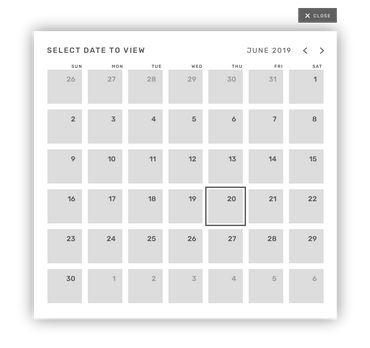 × CLOSE
SELECT DATE TO VIEW JUNE 2019 < >
SUN MON TUE WED THU FRI SAT
26 27 28 29 30 31 1
2 3 4 5 6 7 8
9 10 11 12 13 14 15
16 17 18 19 20 21 22
23 24 25 26 27 28 29
30 1 2 3 4 5 6